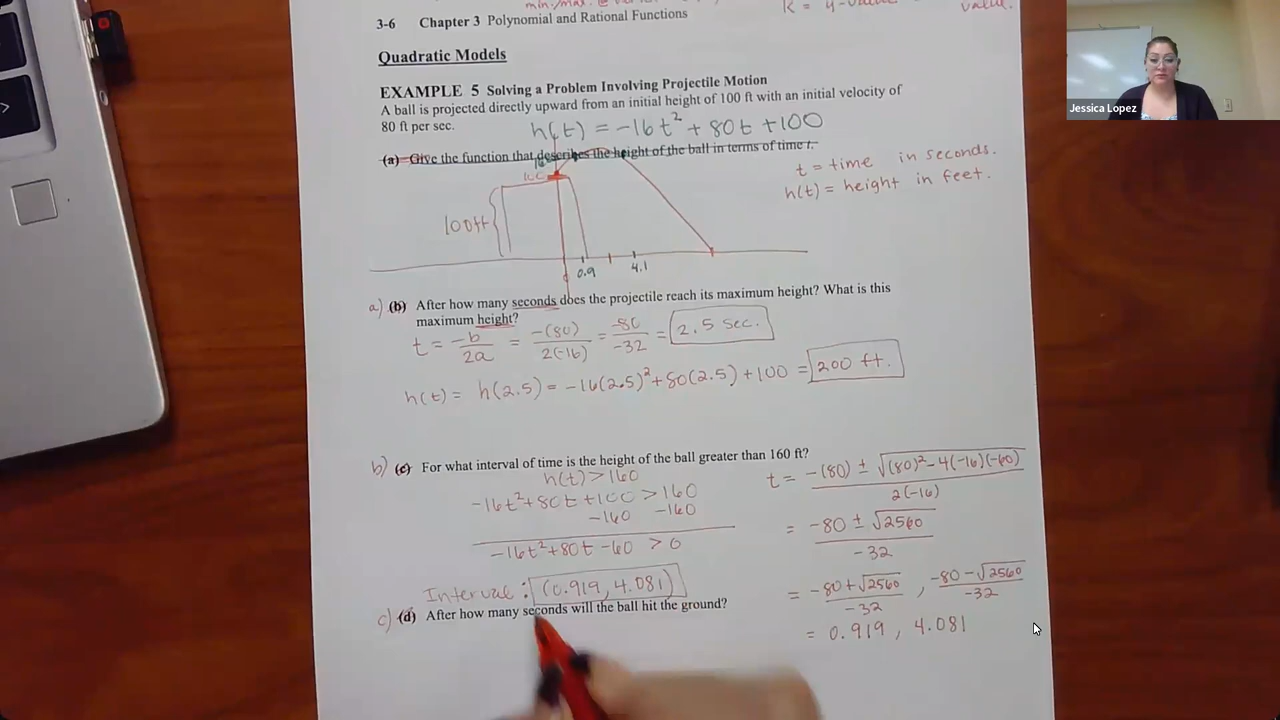 min/max. @
K = y-value
value.
3-6 Chapter 3 Polynomial and Rational Functions
Jessica Lopez
Quadratic Models
EXAMPLE 5 Solving a Problem Involving Projectile Motion
A ball is projected directly upward from an initial height of 100 ft with an initial velocity of
80 ft per sec.
h(t) = -16t² + 80t + 100
(a) Give the function that describes the height of the ball in terms of time t.
t = time in seconds.
h(t) = height in feet.
100
100ft
0.9
4.1
a) (b) After how many seconds does the projectile reach its maximum height? What is this
maximum height?
t = -b/2a = -(80)/2(-16) = -80/-32 = 2.5 sec.
h(t) = h(2.5) = -16(2.5)² + 80(2.5) + 100 = 200 ft.
b) (c) For what interval of time is the height of the ball greater than 160 ft?
h(t) > 160
-16t² + 80t + 100 > 160
-160 -160
-16t² + 80t - 60 > 0
Interval : (0.919, 4.081)
t = -(80) ± √(80)² - 4(-16)(-60) / 2(-16)
= -80 ± √2560 / -32
= -80 + √2560 / -32 , -80 - √2560 / -32
= 0.919 , 4.081
c) (d) After how many seconds will the ball hit the ground?